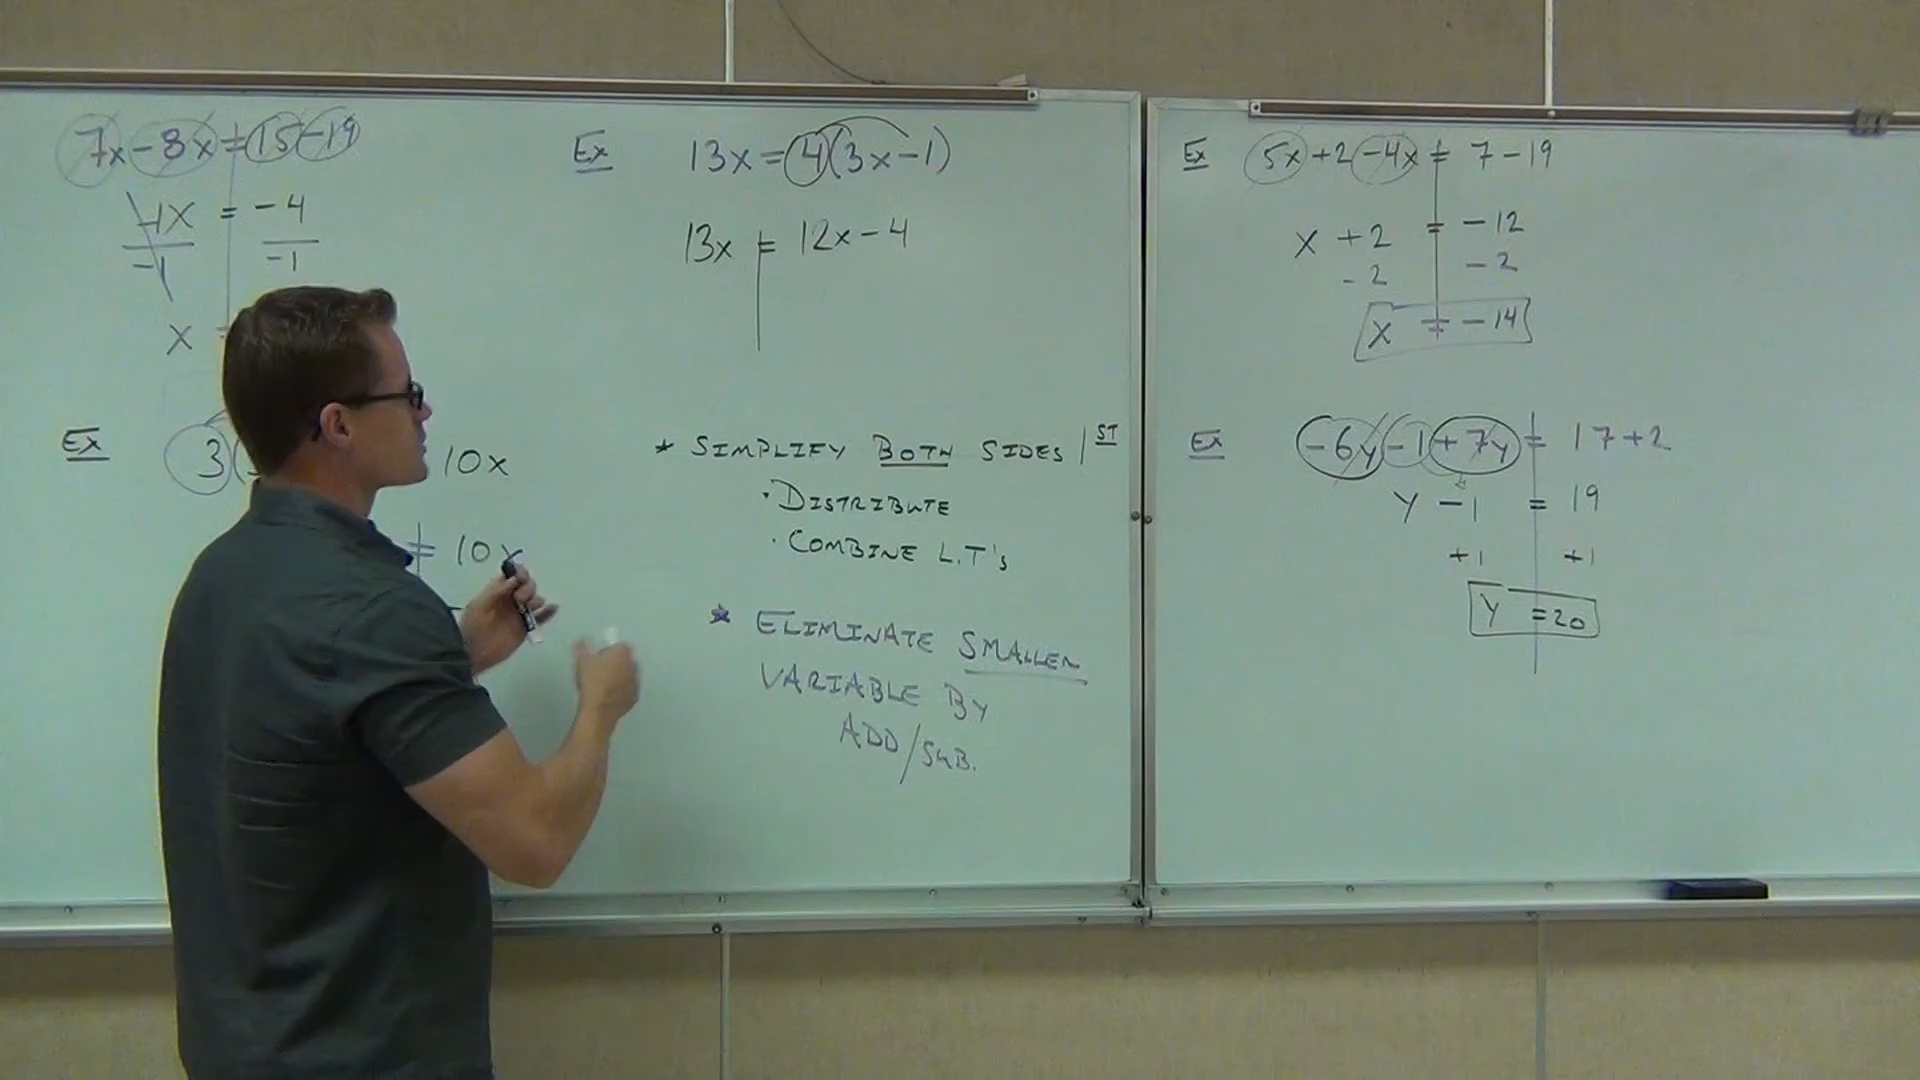 7x - 8x = 15 - 19
-1x = -4
-1 -1
x =
Ex 3( 10x
= 10x
Ex 13x = 4(3x - 1)
13x = 12x - 4
* SIMPLIFY BOTH SIDES 1ST
• DISTRIBUTE
• COMBINE L.T's
* ELIMINATE SMALLER
VARIABLE BY
ADD/SUB.
Ex 5x + 2 - 4x = 7 - 19
x + 2 = -12
- 2 - 2
x = -14
Ex -6y - 1 + 7y = 17 + 2
y - 1 = 19
+1 +1
y = 20